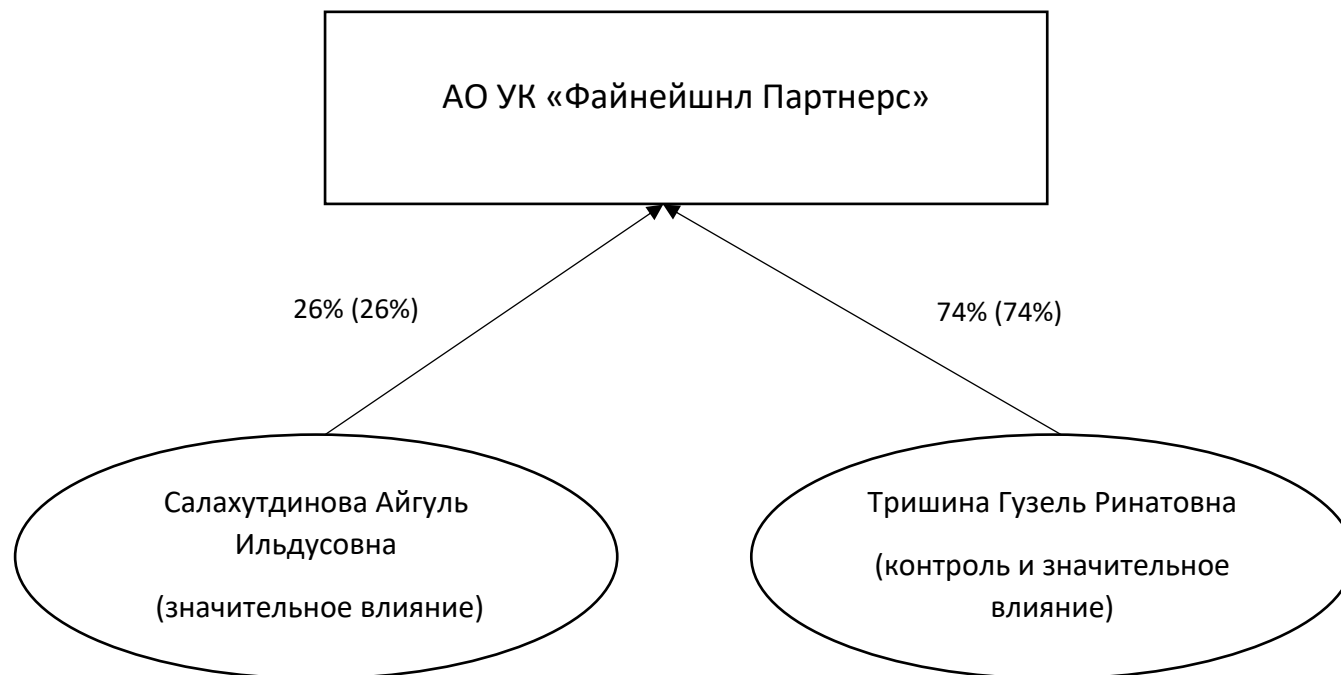 АО УК «Файнейшнл Партнерс»
26% (26%)
74% (74%)
Салахутдинова Айгуль
Ильдусовна
(значительное влияние)
Тришина Гузель Ринатовна
(контроль и значительное
влияние)